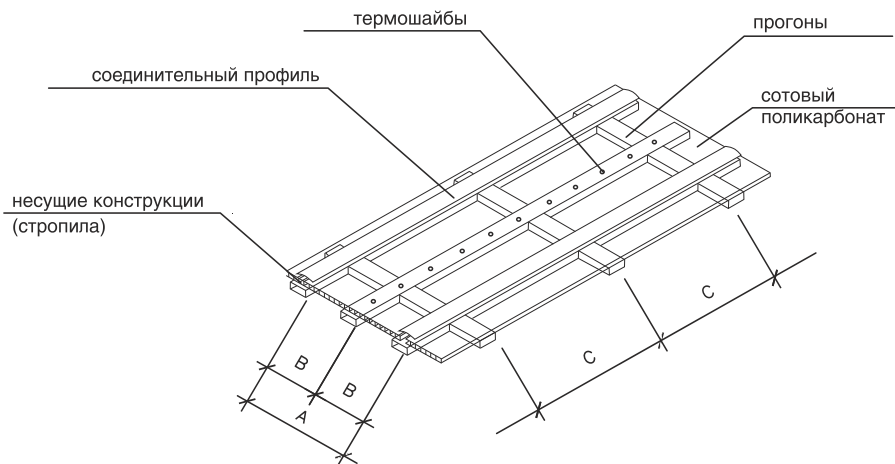 термошайбы
прогоны
соединительный профиль
сотовый
поликарбонат
несущие конструкции
(стропила)
C
C
B
B
A